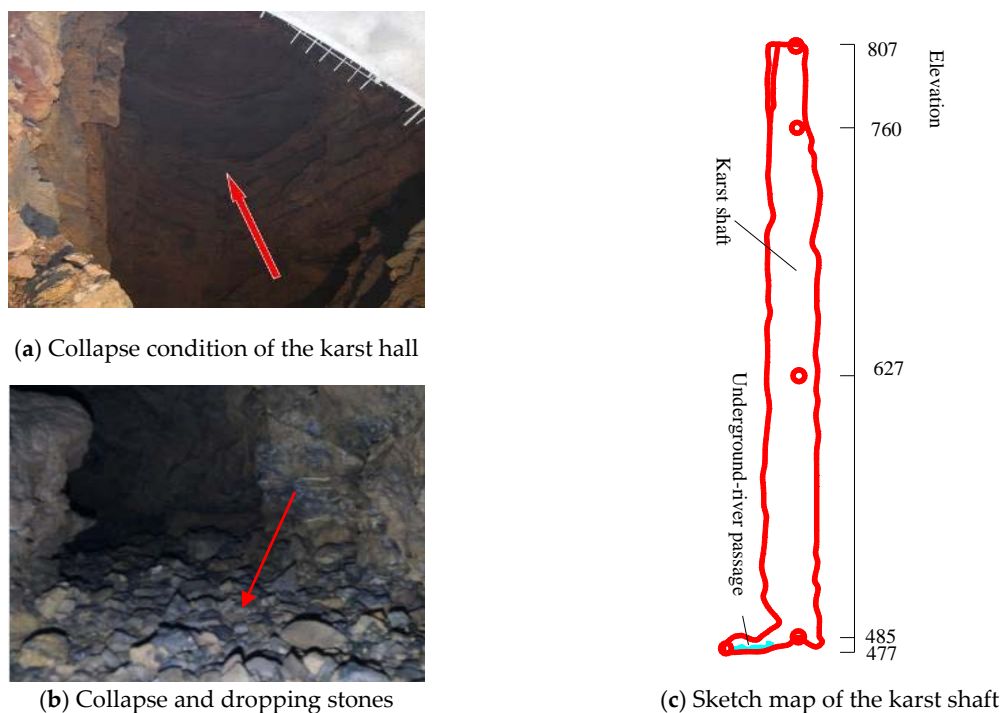 (a) Collapse condition of the karst hall
(b) Collapse and dropping stones
807
760
627
485
477
Elevation
Karst shaft
Underground-river passage
(c) Sketch map of the karst shaft